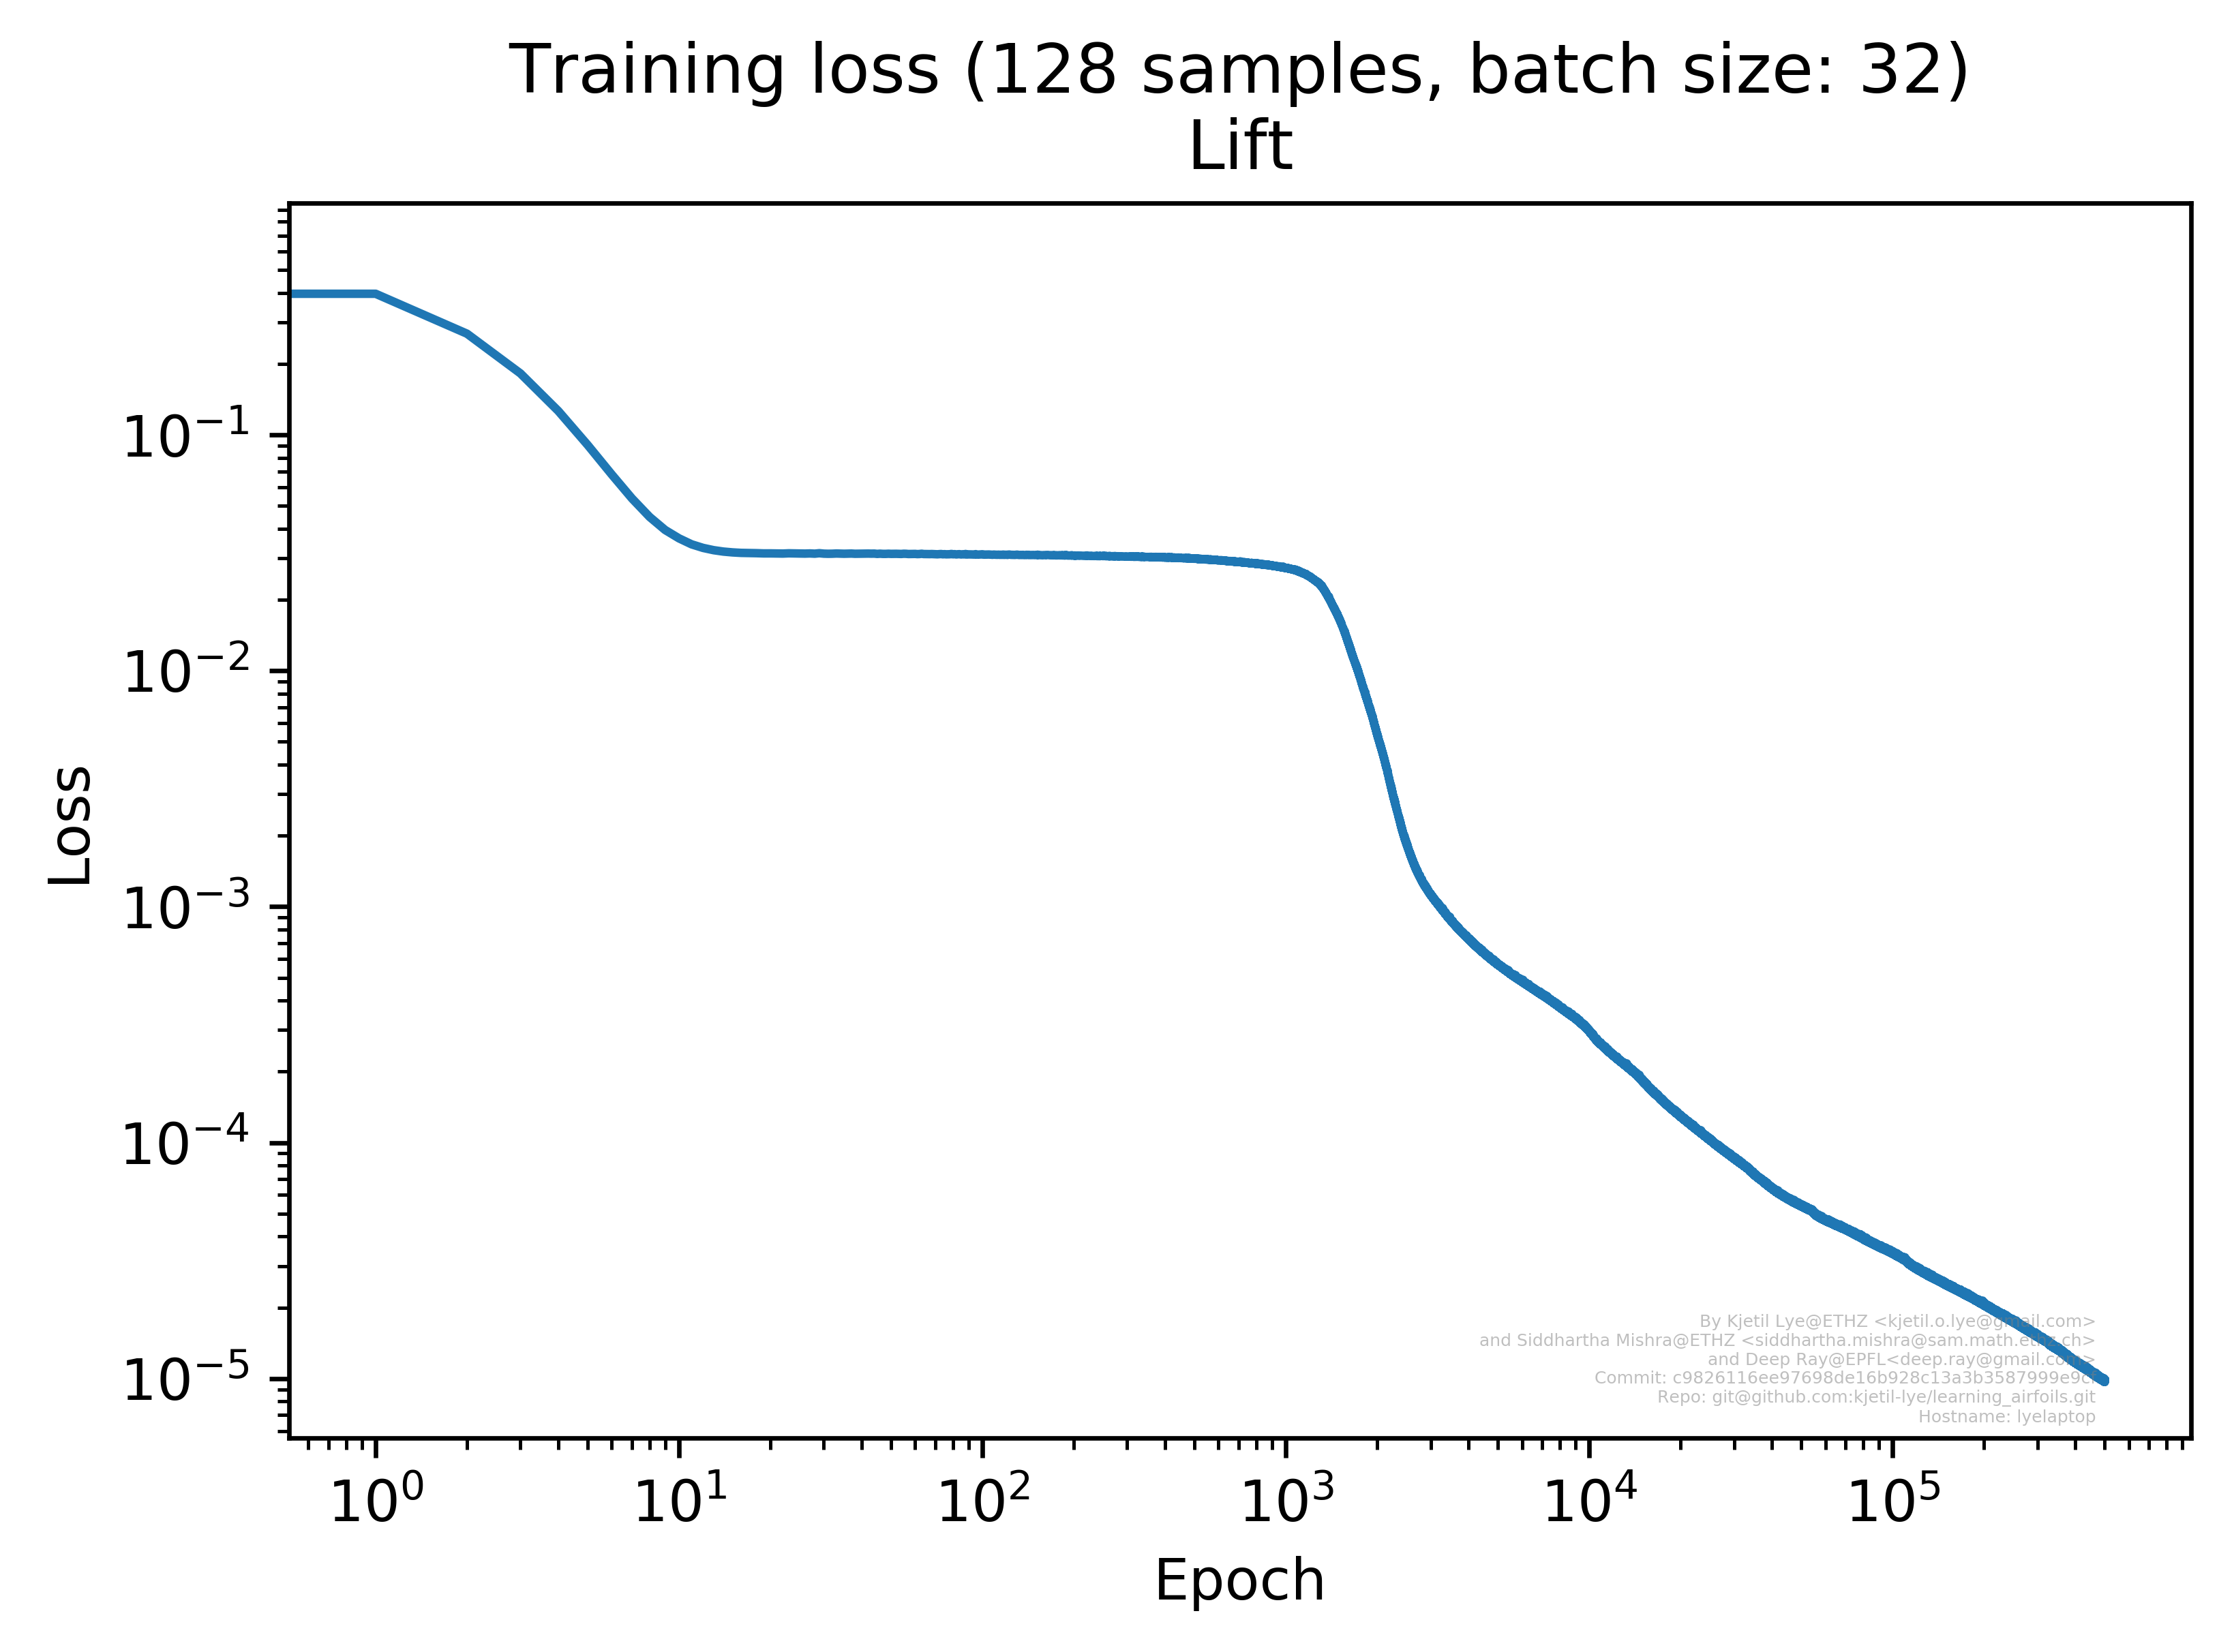 Training loss (128 samples, batch size: 32)
Lift
Loss
10⁻¹
10⁻²
10⁻³
10⁻⁴
10⁻⁵
10⁰ 10¹ 10² 10³ 10⁴ 10⁵
Epoch
By Kjetil Lye@ETHZ <kjetil.o.lye@gmail.com>
and Siddhartha Mishra@ETHZ <siddhartha.mishra@sam.math.ethz.ch>
and Deep Ray@EPFL<deep.ray@gmail.com>
Commit:
Repo: git@github.com:kjetil-lye/learning_airfoils.git
Hostname: lyelaptop